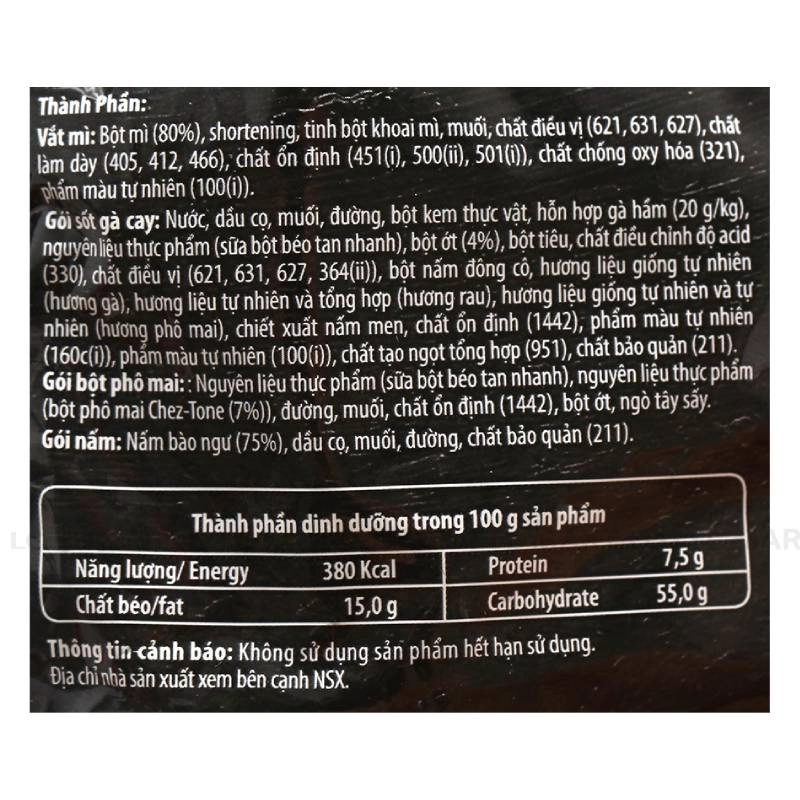 Thành Phần:
Vắt mì: Bột mì (80%), shortening, tinh bột khoai mì, muối, chất điều vị (621, 631, 627), chất
làm dày (405, 412, 466), chất ổn định (451(i), 500(ii), 501(i)), chất chống oxy hóa (321),
phẩm màu tự nhiên (100(i)).
Gói sốt gà cay: Nước, dầu cọ, muối, đường, bột kem thực vật, hỗn hợp gà hầm (20 g/kg),
nguyên liệu thực phẩm (sữa bột béo tan nhanh), bột ớt (4%), bột tiêu, chất điều chỉnh độ acid
(330), chất điều vị (621, 631, 627, 364(ii)), bột nấm đông cô, hương liệu giống tự nhiên
(hương gà), hương liệu tự nhiên và tổng hợp (hương rau), hương liệu giống tự nhiên và tự
nhiên (hương phô mai), chiết xuất nấm men, chất ổn định (1442), phẩm màu tự nhiên
(160c(i)), phẩm màu tự nhiên (100(i)), chất tạo ngọt tổng hợp (951), chất bảo quản (211).
Gói bột phô mai: : Nguyên liệu thực phẩm (sữa bột béo tan nhanh), nguyên liệu thực phẩm
(bột phô mai Chez-Tone (7%)), đường, muối, chất ổn định (1442), bột ớt, ngò tây sấy.
Gói nấm: Nấm bào ngư (75%), dầu cọ, muối, đường, chất bảo quản (211).
Thành phần dinh dưỡng trong 100 g sản phẩm
Năng lượng/ Energy 380 Kcal Protein 7,5 g
Chất béo/fat 15,0 g Carbohydrate 55,0 g
Thông tin cảnh báo: Không sử dụng sản phẩm hết hạn sử dụng.
Địa chỉ nhà sản xuất xem bên cạnh NSX.